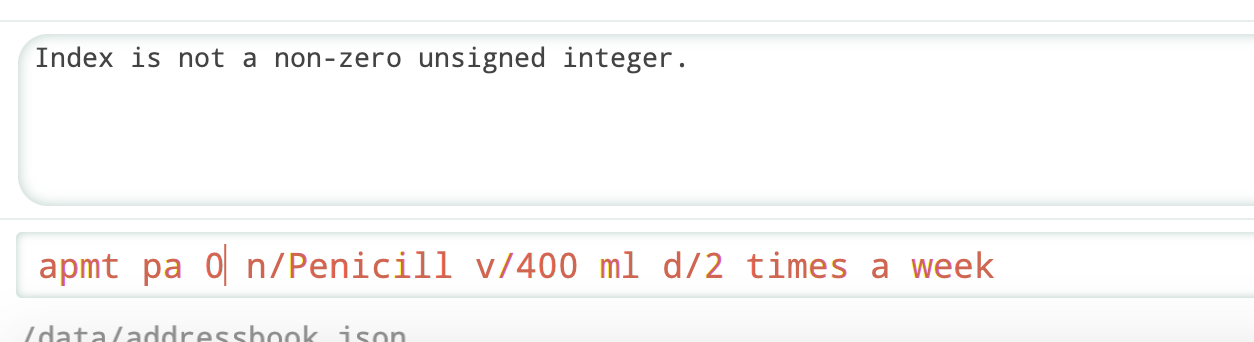 Index is not a non-zero unsigned integer.
apmt pa 0 n/Penicill v/400 ml d/2 times a week
/data/addressbook.json